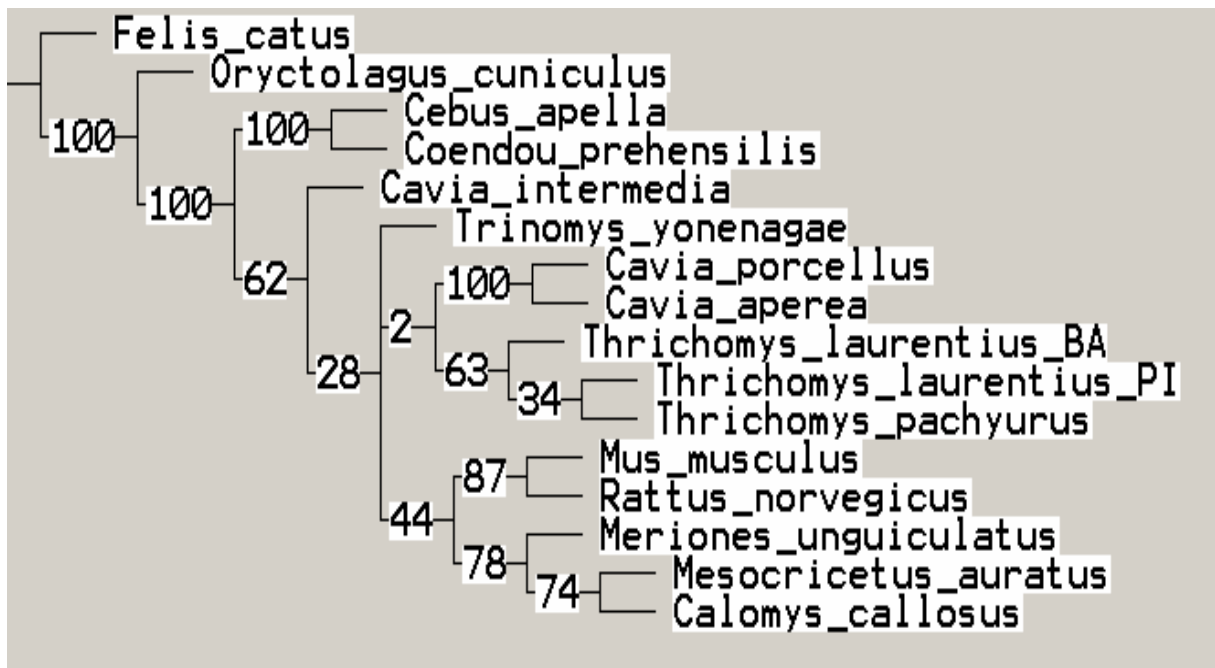 Felis_catus
Oryctolagus_cuniculus
100
100 Cebus_apella
Coendou_prehensilis
Cavia_intermedia
100
Trinomys_yonenagae
Cavia_porcellus
62 100
Cavia_aperea
2
Thrichomys_laurentius_BA
28 63 Thrichomys_laurentius_PI
34
Thrichomys_pachyurus
Mus_musculus
87
Rattus_norvegicus
44
Meriones_unguiculatus
78
Mesocricetus_auratus
74
Calomys_callosus